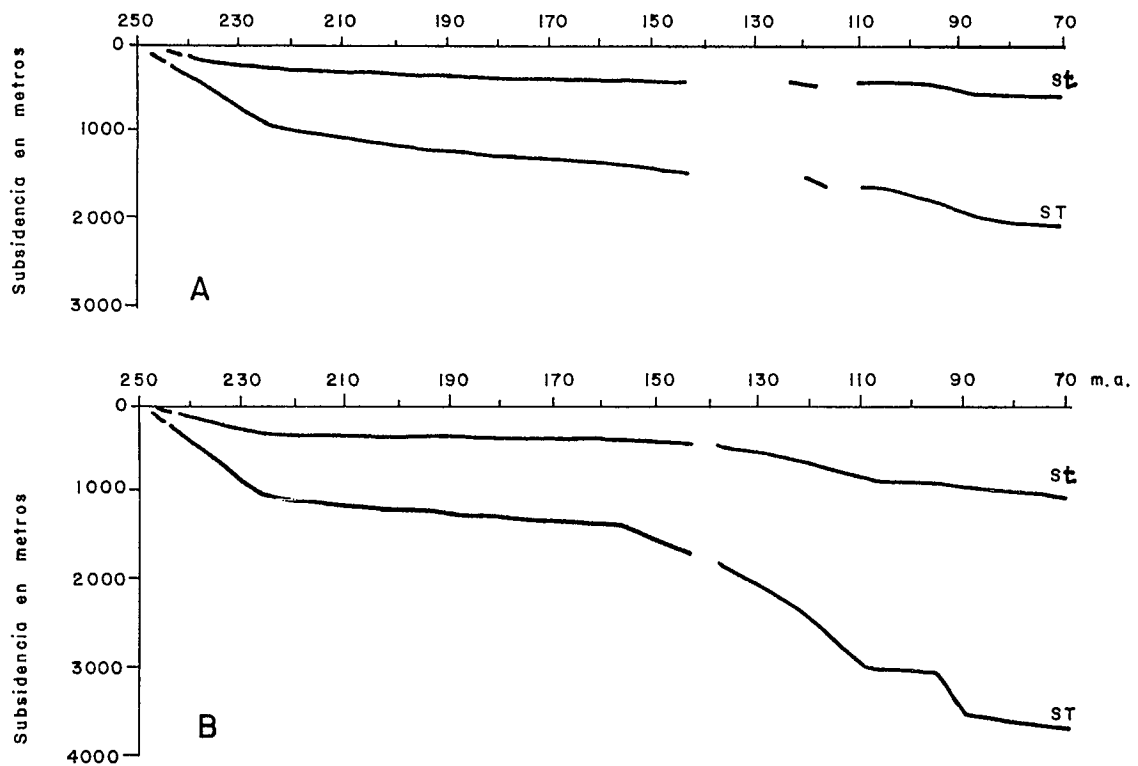 250 230 210 190 170 150 130 110 90 70
0
st.
1000
ST
2000
A
3000
Subsidencia en metros
250 230 210 190 170 150 130 110 90 70 m.a.
0
st.
1000
2000
3000
ST
B
4000
Subsidencia en metros